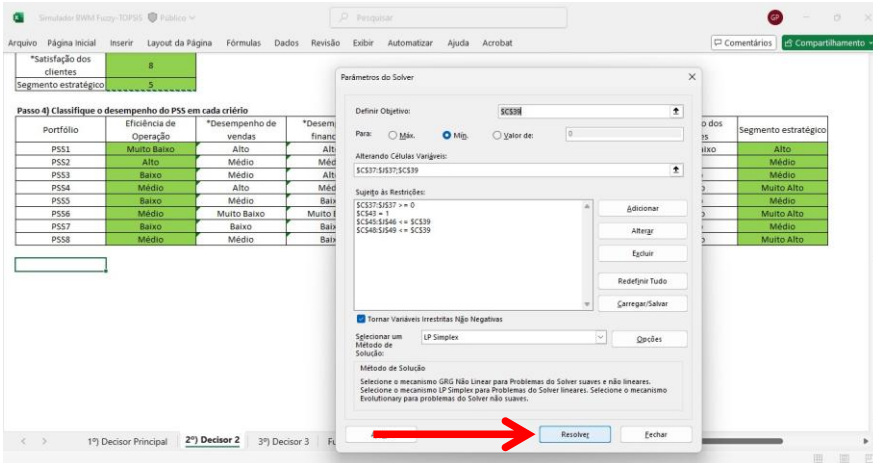 Simulador BWM Fuzzy-TOPSIS Público
Pesquisar
GP
Arquivo Página Inicial Inserir Layout da Página Fórmulas Dados Revisão Exibir Automatizar Ajuda Acrobat
Comentários Compartilhamento
*Satisfação dos
clientes 8
Segmento estratégico 5
Passo 4) Classifique o desempenho do PSS em cada criério
Portfólio Eficiência de Operação *Desempenho de vendas Segmento estratégico
PSS1 Muito Baixo Alto Alto
PSS2 Alto Médio Médio
PSS3 Baixo Médio Médio
PSS4 Médio Alto Muito Alto
PSS5 Médio Médio Médio
PSS6 Médio Muito Baixo Muito Alto
PSS7 Baixo Baixo Médio
PSS8 Médio Médio Muito Alto
Parâmetros do Solver
Definir Objetivo: $C$39
Para: Máx. Mín. Valor de: 0
Alterando Células Variáveis:
$C$37:$J$37;$C$39
Sujeito às Restrições:
$C$37:$J$37 >= 0
$C$43 = 1
$C$45:$J$46 <= $C$39
$C$48:$J$49 <= $C$39
Adicionar
Alterar
Excluir
Redefinir Tudo
Carregar/Salvar
Tornar Variáveis Irrestritas Não Negativas
Selecionar um
Método de
Solução:
LP Simplex
Opções
Método de Solução
Selecione o mecanismo GRG Não Linear para Problemas do Solver suaves e não lineares.
Selecione o mecanismo LP Simplex para Problemas do Solver lineares. Selecione o mecanismo
Evolutionary para problemas do Solver não suaves.
Resolver Fechar
1º) Decisor Principal 2º) Decisor 2 3º) Decisor 3